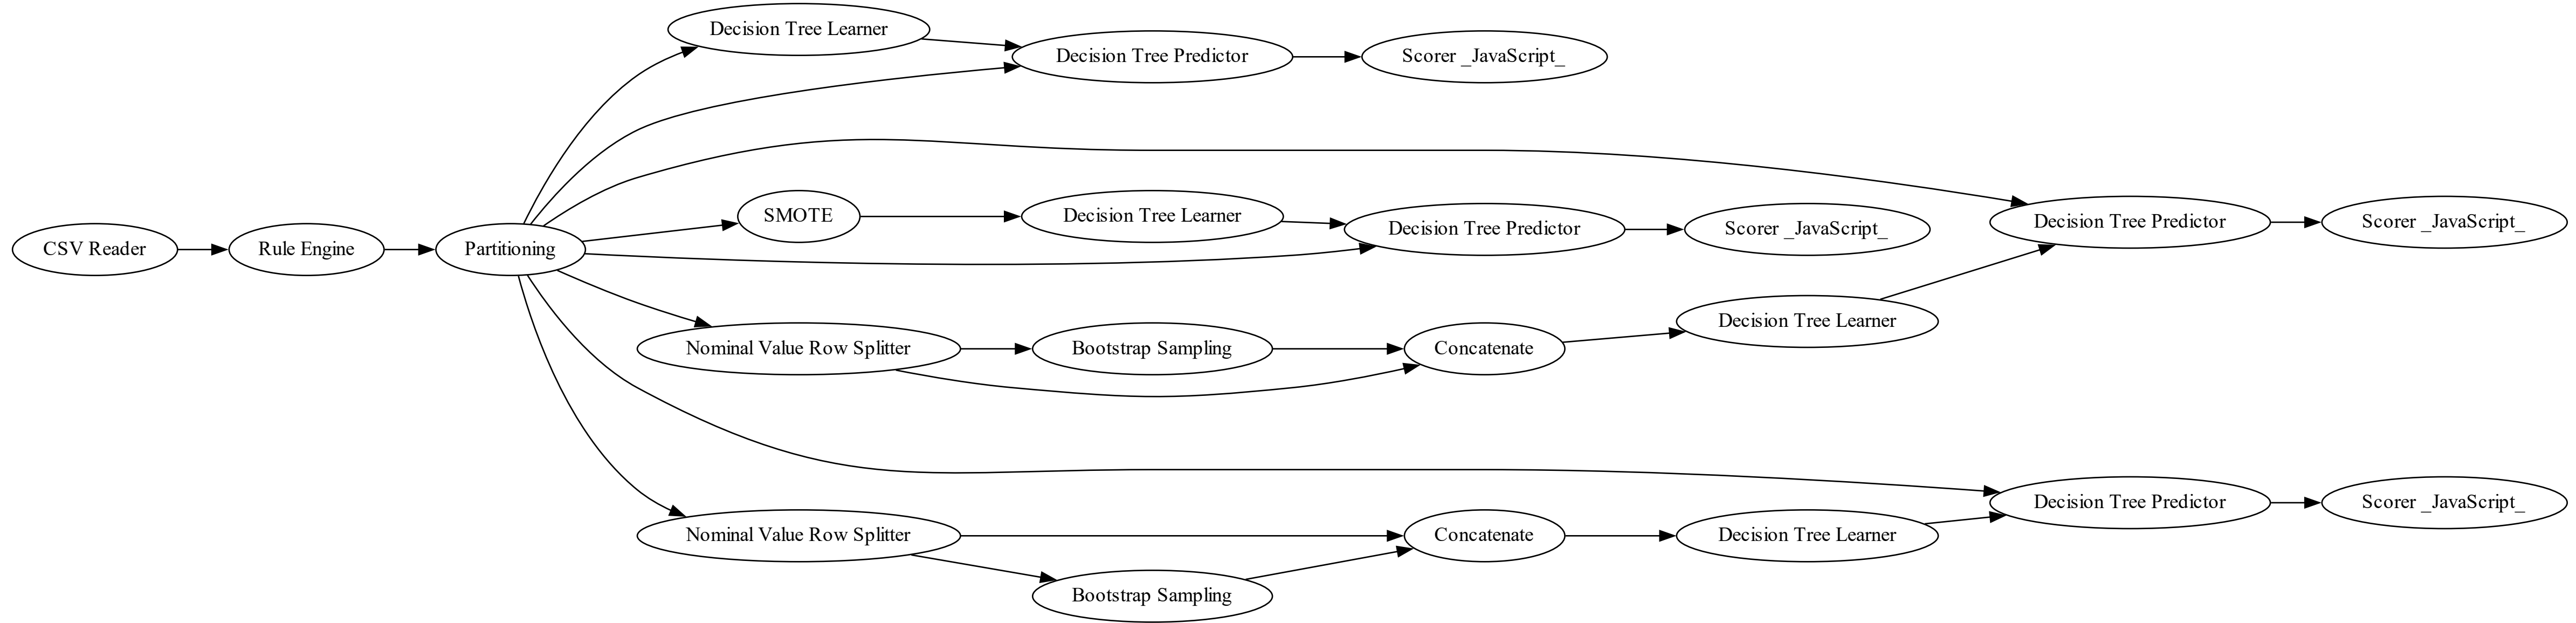 Decision Tree Learner
Decision Tree Predictor
Scorer _JavaScript_
SMOTE
Decision Tree Learner
Decision Tree Predictor
Scorer _JavaScript_
Decision Tree Predictor
Scorer _JavaScript_
CSV Reader
Rule Engine
Partitioning
Nominal Value Row Splitter
Bootstrap Sampling
Concatenate
Decision Tree Learner
Decision Tree Predictor
Scorer _JavaScript_
Nominal Value Row Splitter
Concatenate
Decision Tree Learner
Bootstrap Sampling